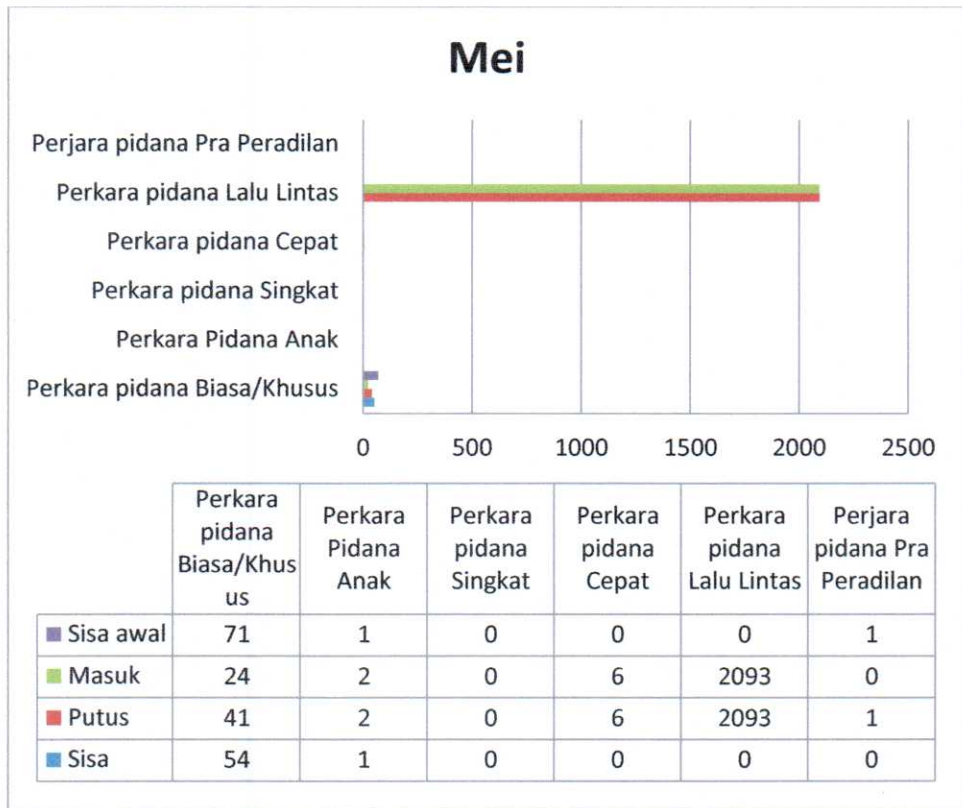 Mei
Perjara pidana Pra Peradilan
Perkara pidana Lalu Lintas
Perkara pidana Cepat
Perkara pidana Singkat
Perkara Pidana Anak
Perkara pidana Biasa/Khusus
0 500 1000 1500 2000 2500
Perkara Perkara Perkara Perkara Perkara Perjara
pidana Pidana pidana pidana pidana pidana Pra
Biasa/Khus Anak Singkat Cepat Lalu Lintas Peradilan
us
Sisa awal 71 1 0 0 0 1
Masuk 24 2 0 6 2093 0
Putus 41 2 0 6 2093 1
Sisa 54 1 0 0 0 0